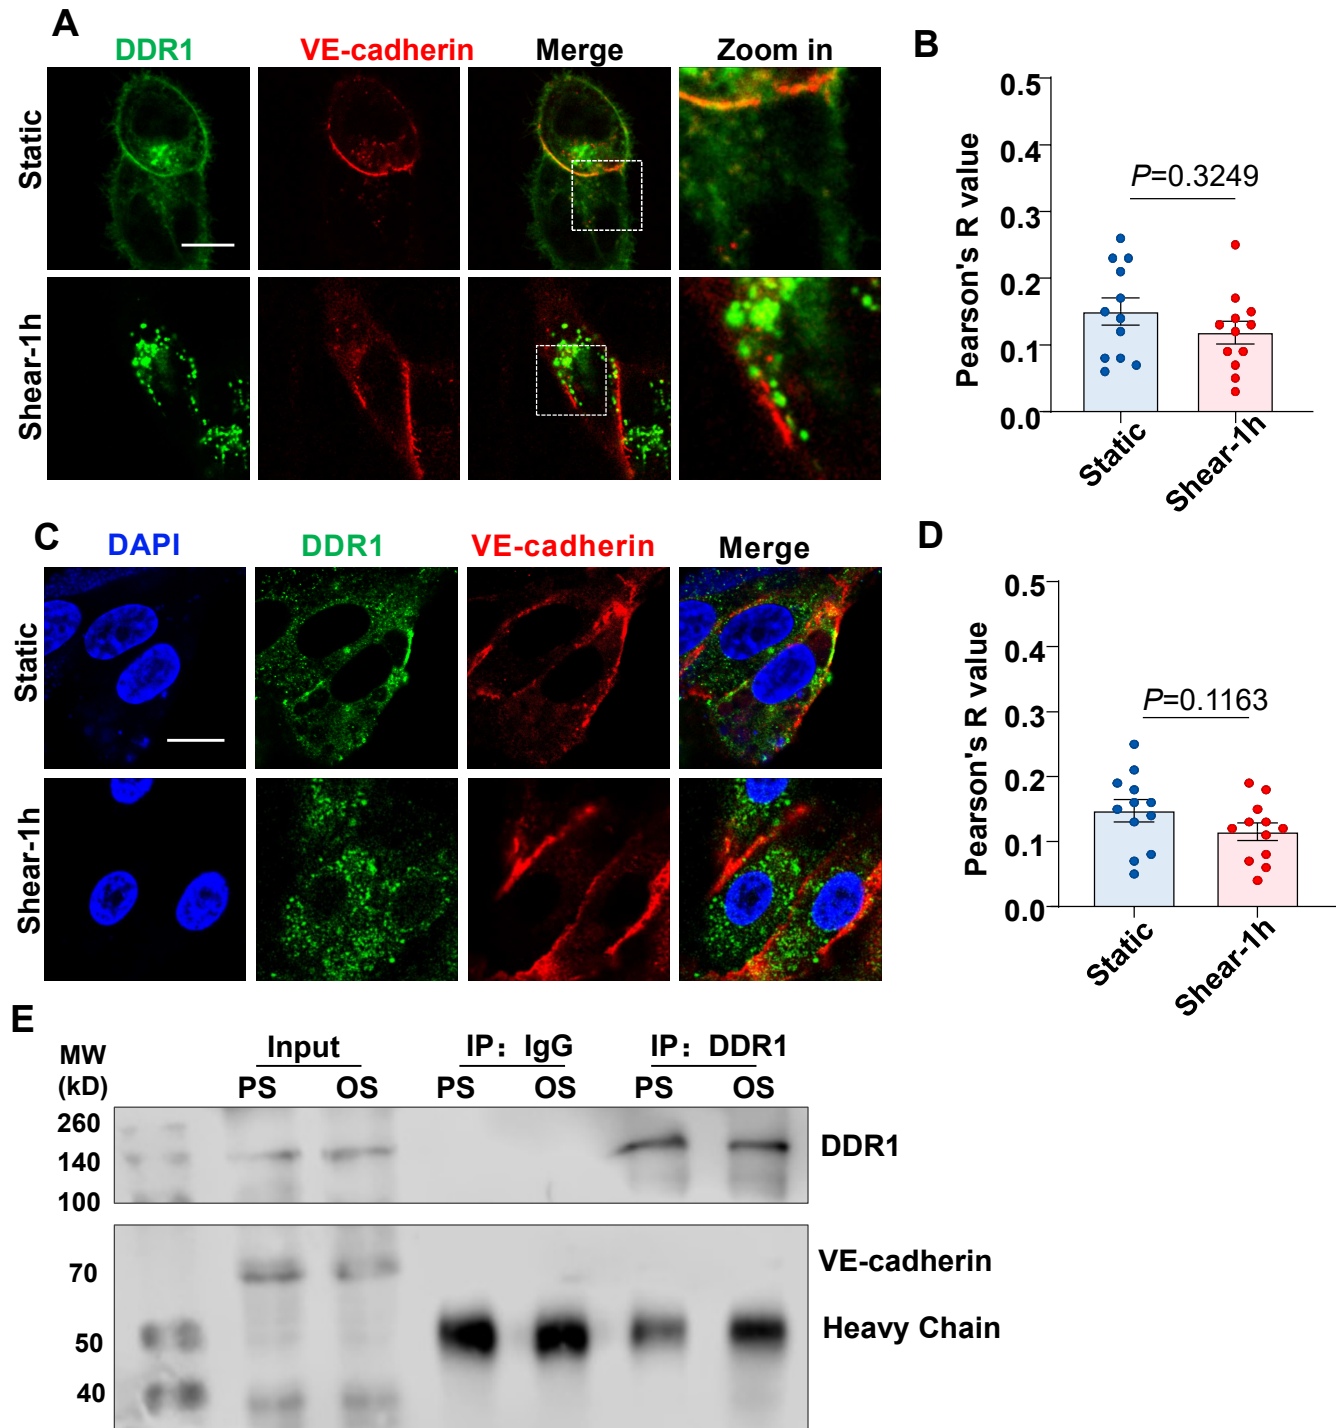 A
DDR1 VE-cadherin Merge Zoom in
Static
Shear-1h
B
Pearson's R value
0.5
0.4
0.3
0.2
0.1
0.0
P=0.3249
Static Shear-1h
C
DAPI DDR1 VE-cadherin Merge
Static
Shear-1h
D
Pearson's R value
0.5
0.4
0.3
0.2
0.1
0.0
P=0.1163
Static Shear-1h
E
MW
(kD)
Input IP: IgG IP: DDR1
PS OS PS OS PS OS
260
140
100
DDR1
70
50
40
VE-cadherin
Heavy Chain